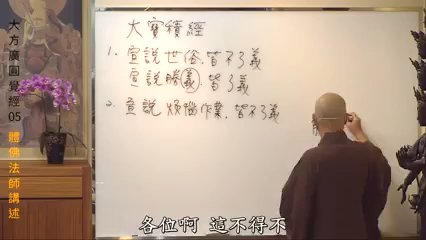 大方廣圓覺經05 體佛法師講述
大寶積經
1. 宣說世俗.皆不了義
宣說勝義.皆了義
2. 宣說煩惱作業.皆不了義
各位啊 這不得不